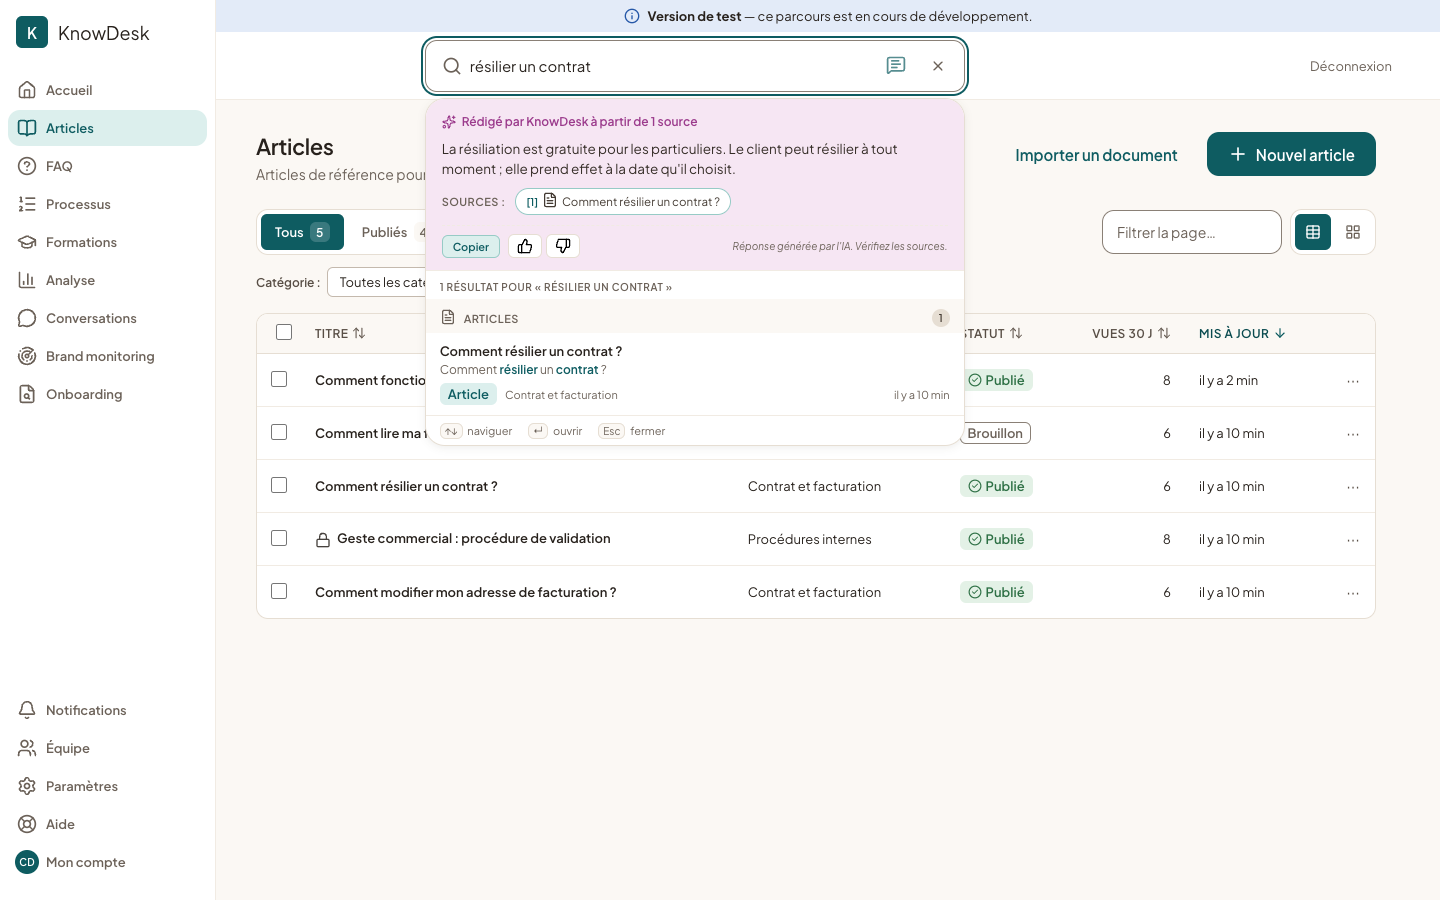 K KnowDesk
Accueil
Articles
FAQ
Processus
Formations
Analyse
Conversations
Brand monitoring
Onboarding
Notifications
Équipe
Paramètres
Aide
CD Mon compte
Version de test — ce parcours est en cours de développement.
résilier un contrat
Déconnexion
Rédigé par KnowDesk à partir de 1 source
La résiliation est gratuite pour les particuliers. Le client peut résilier à tout
moment ; elle prend effet à la date qu'il choisit.
SOURCES : [1] Comment résilier un contrat ?
Copier Réponse générée par l'IA. Vérifiez les sources.
1 RÉSULTAT POUR « RÉSILIER UN CONTRAT »
ARTICLES 1
Comment résilier un contrat ?
Comment résilier un contrat ?
Article Contrat et facturation il y a 10 min
naviguer ouvrir Esc fermer
Articles
Articles de référence pour
Importer un document
Nouvel article
Tous 5 Publiés 4
Filtrer la page...
Catégorie : Toutes les
TITRE STATUT VUES 30 J MIS À JOUR
Comment Publié 8 il y a 2 min ...
Comment lire ma Brouillon 6 il y a 10 min ...
Comment résilier un contrat ? Contrat et facturation Publié 6 il y a 10 min ...
Geste commercial : procédure de validation Procédures internes Publié 8 il y a 10 min ...
Comment modifier mon adresse de facturation ? Contrat et facturation Publié 6 il y a 10 min ...